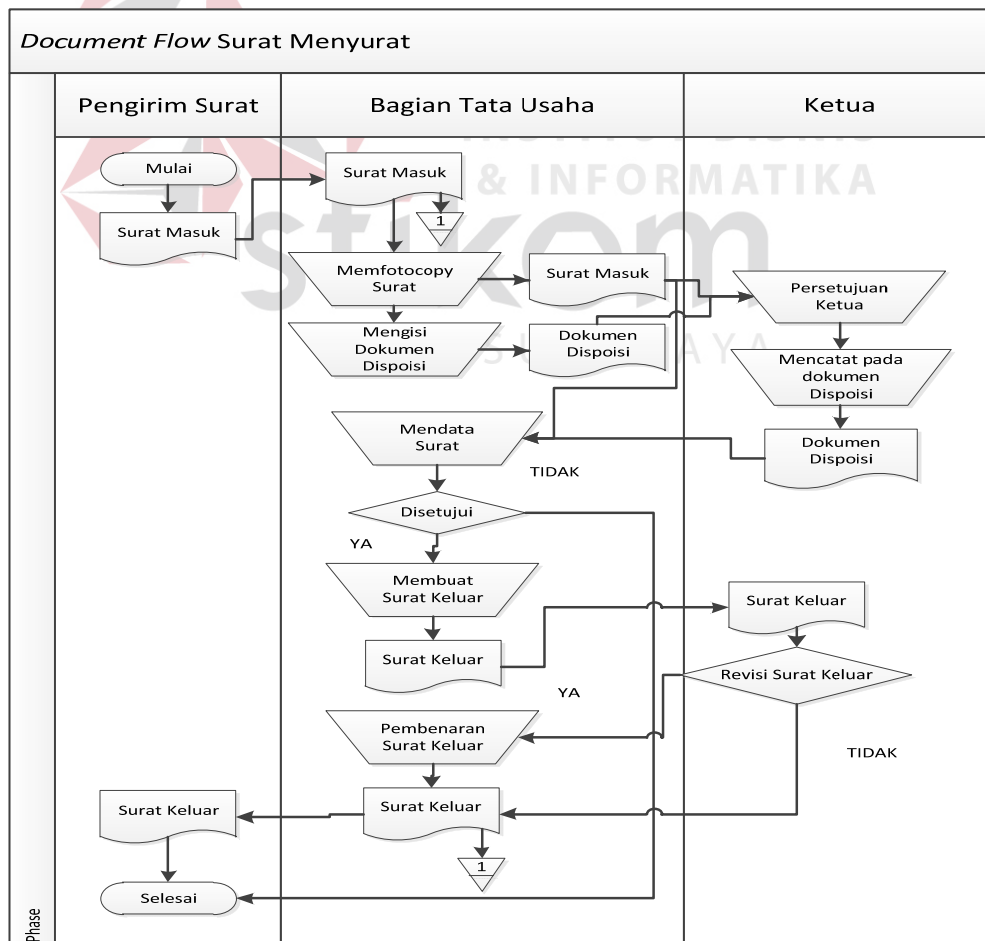 Document Flow Surat Menyurat
Pengirim Surat
Bagian Tata Usaha
Ketua
Mulai
Surat Masuk
Surat Masuk
1
Memfotocopy
Surat
Surat Masuk
Persetujuan
Ketua
Mengisi
Dokumen
Dispoisi
Dokumen
Dispoisi
Mencatat pada
dokumen
Dispoisi
Mendata
Surat
Dokumen
Dispoisi
TIDAK
Disetujui
YA
Membuat
Surat Keluar
Surat Keluar
Surat Keluar
Revisi Surat Keluar
YA
Pembenaran
Surat Keluar
TIDAK
Surat Keluar
Surat Keluar
1
Selesai
Phase
& INFORMATIKA
stikom